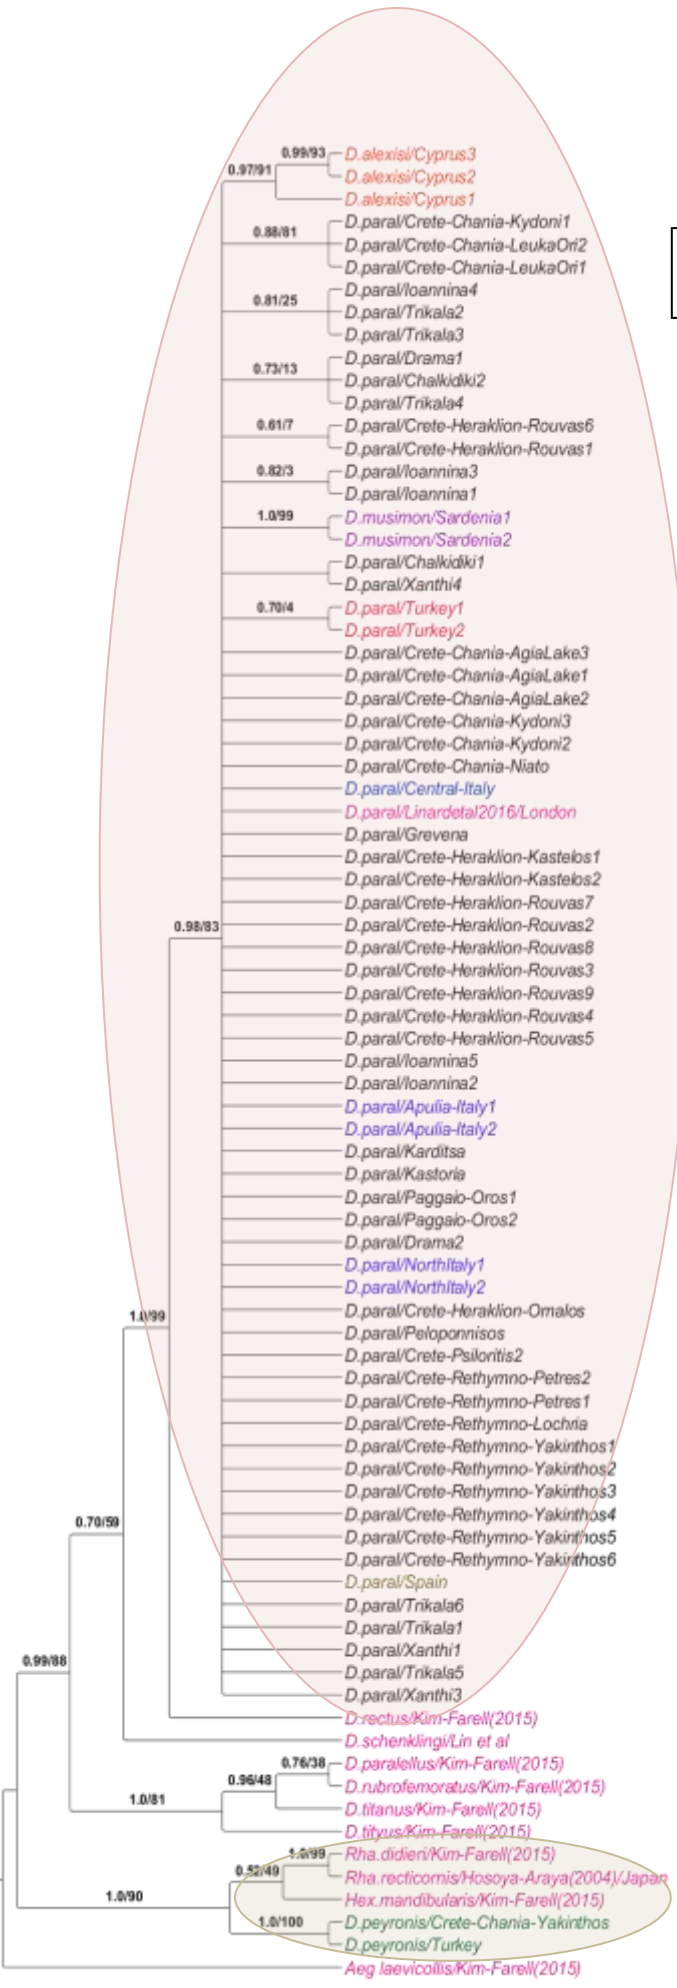 0.99/93
D.alexisi/Cyprus3
0.97/91
D.alexisi/Cyprus2
D.alexisi/Cyprus1
D.paral/Crete-Chania-Kydoni1
0.88/81
D.paral/Crete-Chania-LeukaOri2
D.paral/Crete-Chania-LeukaOri1
D.paral/Ioannina4
0.81/25
D.paral/Trikala2
D.paral/Trikala3
D.paral/Drama1
0.73/13
D.paral/Chalkidiki2
D.paral/Trikala4
0.61/7
D.paral/Crete-Heraklion-Rouvas6
D.paral/Crete-Heraklion-Rouvas1
0.82/3
D.paral/Ioannina3
D.paral/Ioannina1
1.0/99
D.musimon/Sardenia1
D.musimon/Sardenia2
D.paral/Chalkidiki1
D.paral/Xanthi4
0.70/4
D.paral/Turkey1
D.paral/Turkey2
D.paral/Crete-Chania-AgiaLake3
D.paral/Crete-Chania-AgiaLake1
D.paral/Crete-Chania-AgiaLake2
D.paral/Crete-Chania-Kydoni3
D.paral/Crete-Chania-Kydoni2
D.paral/Crete-Chania-Niato
D.paral/Central-Italy
D.paral/Linardetal2016/London
D.paral/Grevena
D.paral/Crete-Heraklion-Kastelos1
D.paral/Crete-Heraklion-Kastelos2
D.paral/Crete-Heraklion-Rouvas7
0.98/83
D.paral/Crete-Heraklion-Rouvas2
D.paral/Crete-Heraklion-Rouvas8
D.paral/Crete-Heraklion-Rouvas3
D.paral/Crete-Heraklion-Rouvas9
D.paral/Crete-Heraklion-Rouvas4
D.paral/Crete-Heraklion-Rouvas5
D.paral/Ioannina5
D.paral/Ioannina2
D.paral/Apulia-Italy1
D.paral/Apulia-Italy2
D.paral/Karditsa
D.paral/Kastoria
D.paral/Paggaio-Oros1
D.paral/Paggaio-Oros2
D.paral/Drama2
D.paral/NorthItaly1
D.paral/NorthItaly2
D.paral/Crete-Heraklion-Omalos
1.0/99
D.paral/Peloponnisos
D.paral/Crete-Psiloritis2
D.paral/Crete-Rethymno-Petres2
D.paral/Crete-Rethymno-Petres1
D.paral/Crete-Rethymno-Lochria
D.paral/Crete-Rethymno-Yakinthos1
D.paral/Crete-Rethymno-Yakinthos2
D.paral/Crete-Rethymno-Yakinthos3
D.paral/Crete-Rethymno-Yakinthos4
0.70/59
D.paral/Crete-Rethymno-Yakinthos5
D.paral/Crete-Rethymno-Yakinthos6
D.paral/Spain
D.paral/Trikala6
D.paral/Trikala1
D.paral/Xanthi1
0.99/88
D.paral/Trikala5
D.paral/Xanthi3
D.rectus/Kim-Farell(2015)
D.schenklingi/Lin et al
0.76/38
D.paralellus/Kim-Farell(2015)
0.96/48
D.rubrofemoratus/Kim-Farell(2015)
1.0/81
D.titanus/Kim-Farell(2015)
D.tityus/Kim-Farell(2015)
1.0/99
Rha.didieri/Kim-Farell(2015)
0.52/49
Rha.recticornis/Hosoya-Araya(2004)/Japan
1.0/90
Hex.mandibularis/Kim-Farell(2015)
1.0/100
D.peyronis/Crete-Chania-Yakinthos
D.peyronis/Turkey
Aeg laevicollis/Kim-Farell(2015)